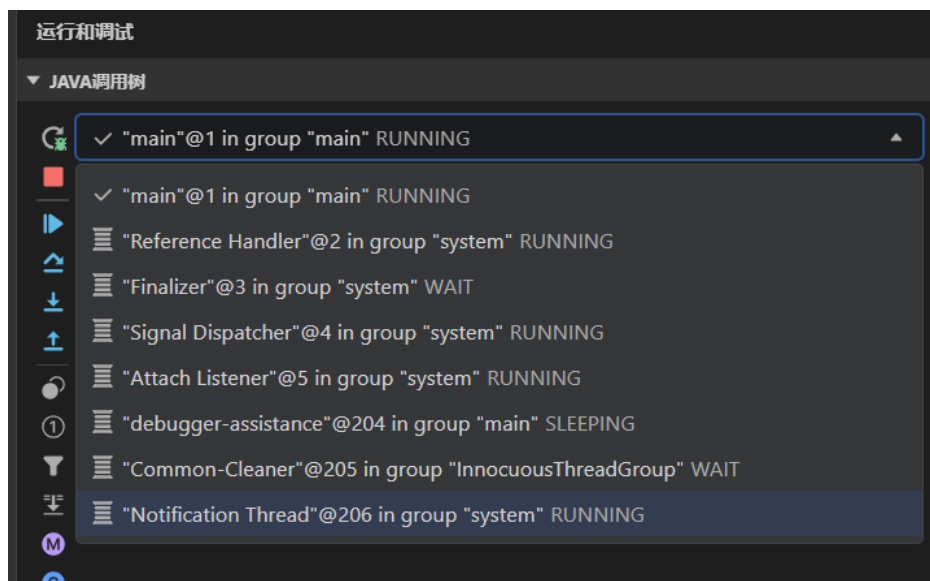 运行和调试
JAVA调用树
"main"@1 in group "main" RUNNING
"main"@1 in group "main" RUNNING
"Reference Handler"@2 in group "system" RUNNING
"Finalizer"@3 in group "system" WAIT
"Signal Dispatcher"@4 in group "system" RUNNING
"Attach Listener"@5 in group "system" RUNNING
"debugger-assistance"@204 in group "main" SLEEPING
"Common-Cleaner"@205 in group "InnocuousThreadGroup" WAIT
"Notification Thread"@206 in group "system" RUNNING
1
M